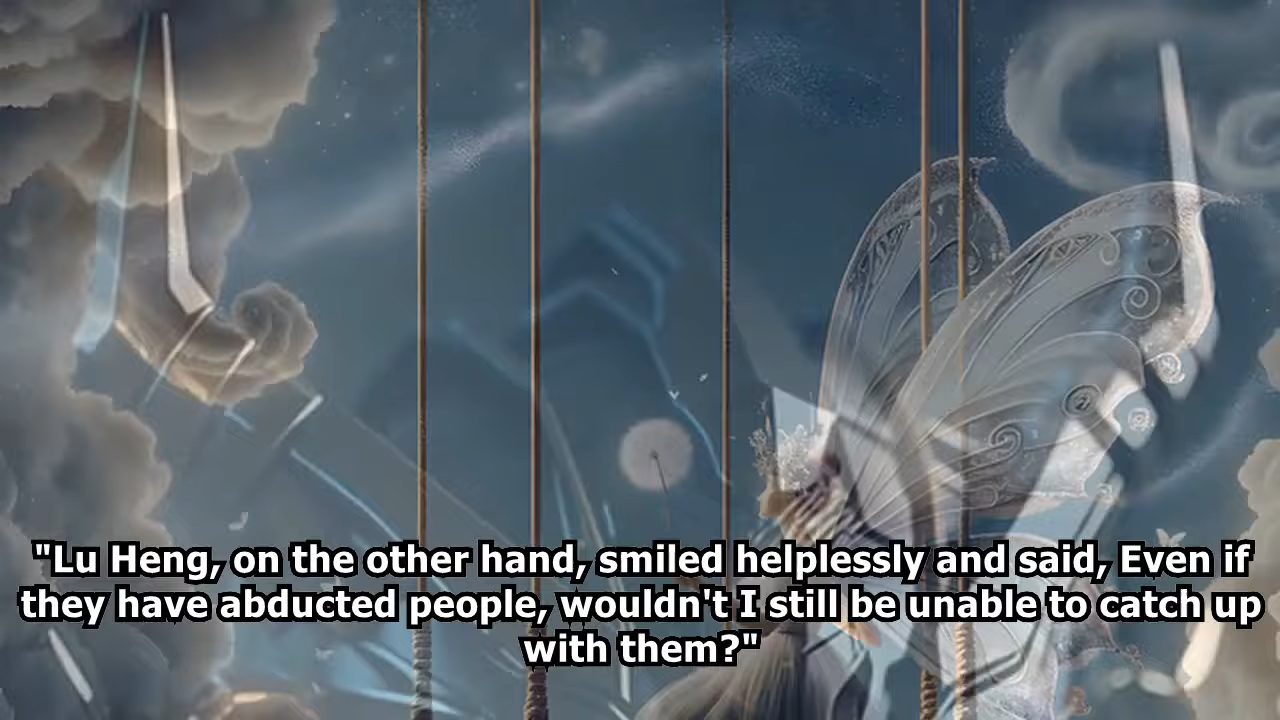 "Lu Heng, on the other hand, smiled helplessly and said, Even if
they have abducted people, wouldn't I still be unable to catch up
with them?"